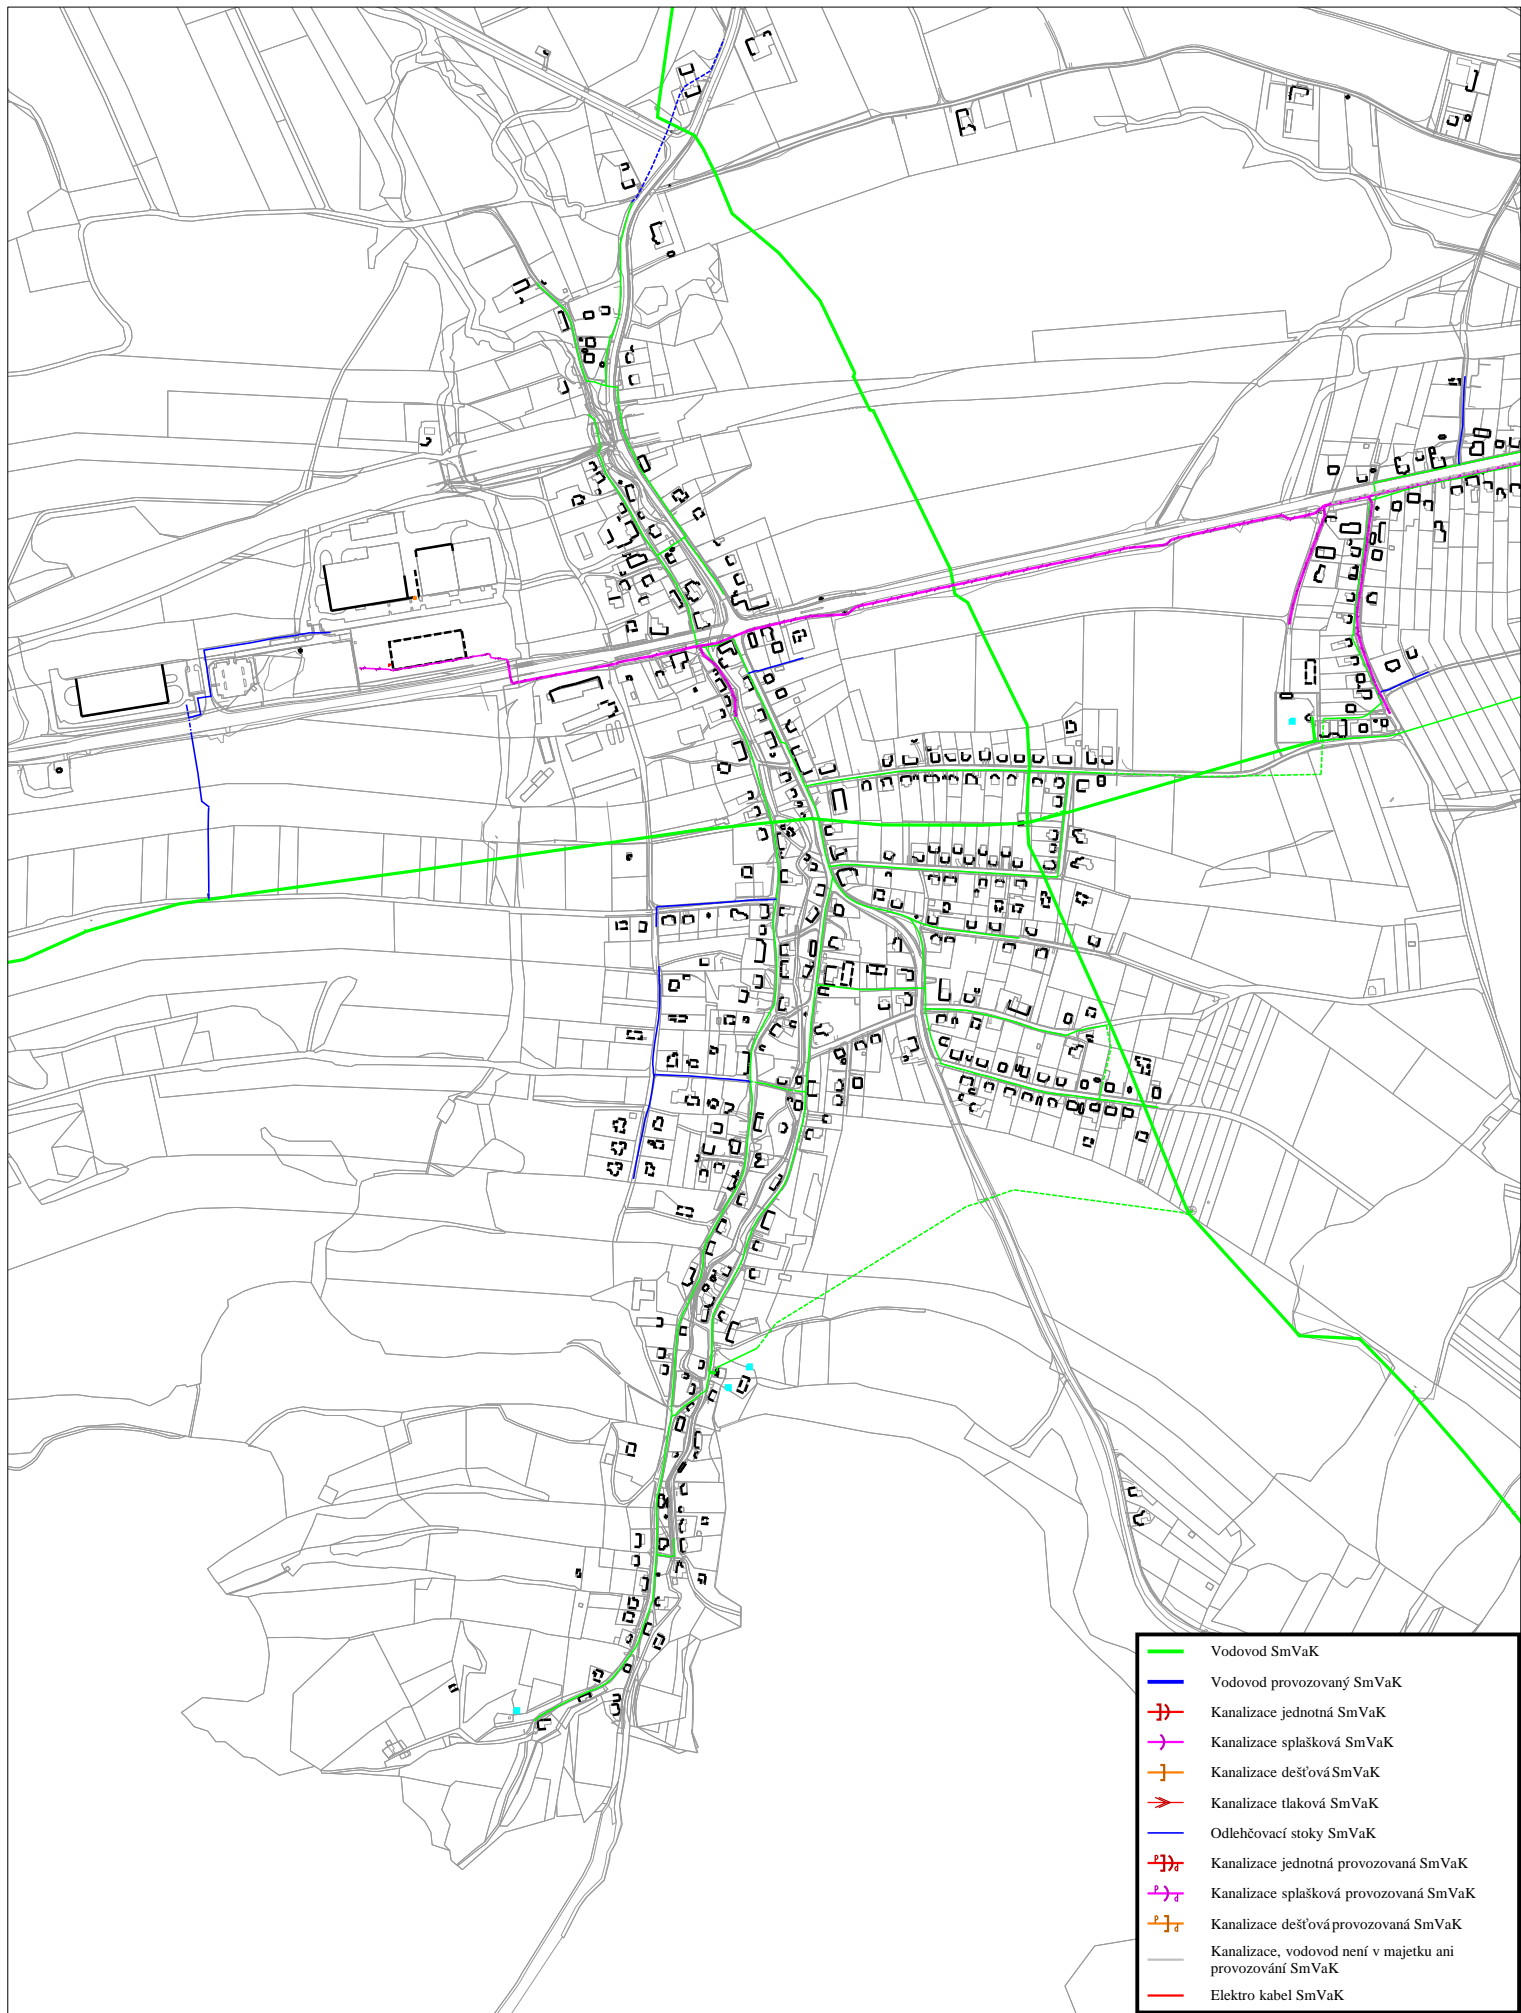 Vodovod SmVaK
Vodovod provozovaný SmVaK
Kanalizace jednotná SmVaK
Kanalizace splašková SmVaK
Kanalizace dešťová SmVaK
Kanalizace tlaková SmVaK
Odlehčovací stoky SmVaK
Kanalizace jednotná provozovaná SmVaK
Kanalizace splašková provozovaná SmVaK
Kanalizace dešťová provozovaná SmVaK
Kanalizace, vodovod není v majetku ani
provozování SmVaK
Elektro kabel SmVaK